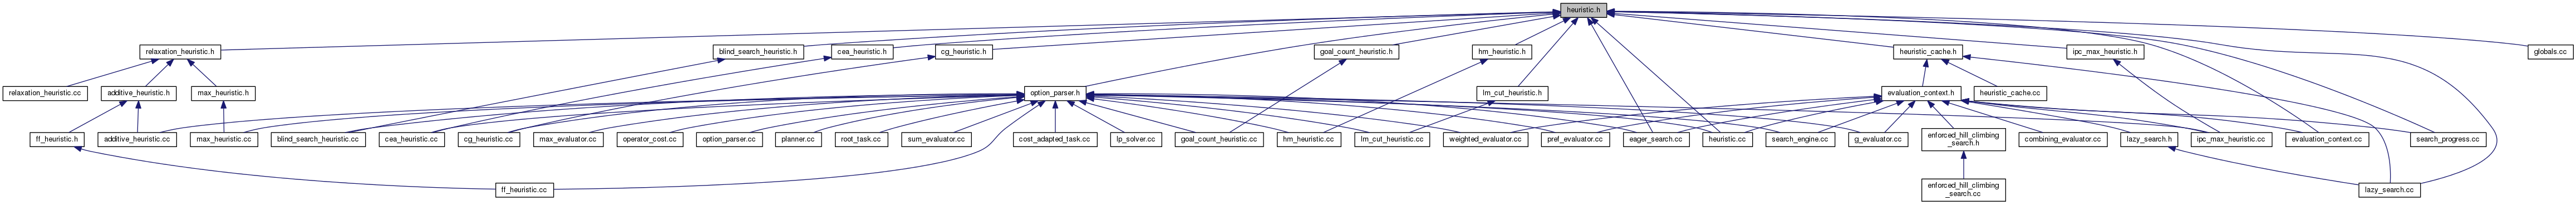 heuristic.h
relaxation_heuristic.h
blind_search_heuristic.h
cea_heuristic.h
cg_heuristic.h
goal_count_heuristic.h
hm_heuristic.h
heuristic_cache.h
ipc_max_heuristic.h
globals.cc
relaxation_heuristic.cc
additive_heuristic.h
max_heuristic.h
option_parser.h
lm_cut_heuristic.h
evaluation_context.h
heuristic_cache.cc
ff_heuristic.h
additive_heuristic.cc
max_heuristic.cc
blind_search_heuristic.cc
cea_heuristic.cc
cg_heuristic.cc
max_evaluator.cc
operator_cost.cc
option_parser.cc
planner.cc
root_task.cc
sum_evaluator.cc
cost_adapted_task.cc
lp_solver.cc
goal_count_heuristic.cc
hm_heuristic.cc
lm_cut_heuristic.cc
weighted_evaluator.cc
pref_evaluator.cc
eager_search.cc
heuristic.cc
search_engine.cc
g_evaluator.cc
enforced_hill_climbing
_search.h
combining_evaluator.cc
lazy_search.h
ipc_max_heuristic.cc
evaluation_context.cc
search_progress.cc
ff_heuristic.cc
enforced_hill_climbing
_search.cc
lazy_search.cc